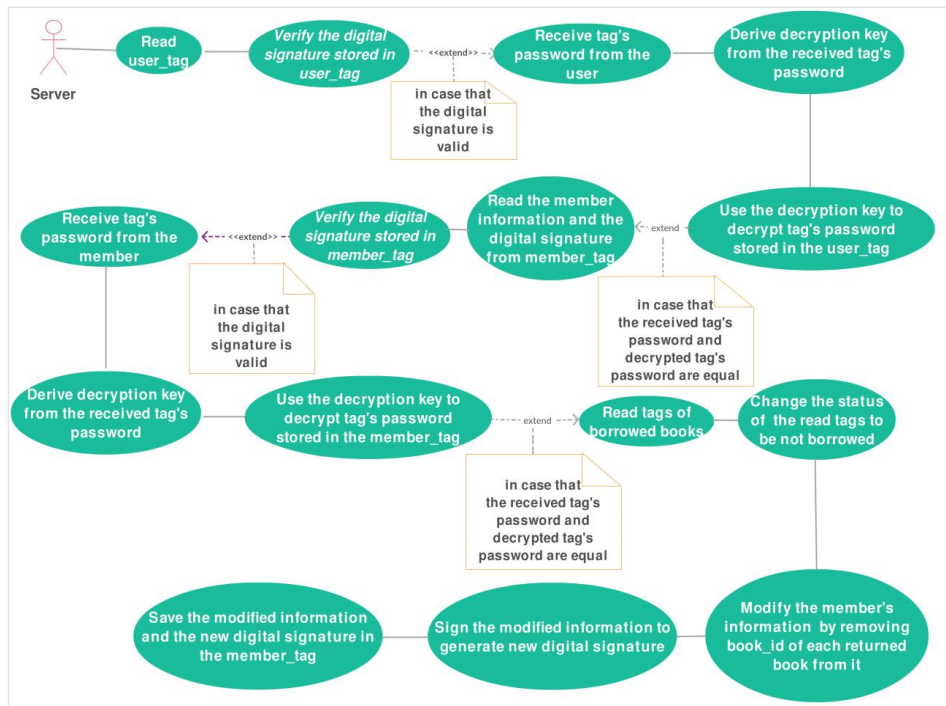 Server
Read
user_tag
Verify the digital
signature stored in
user_tag
<<extend>>
in case that
the digital
signature is
valid
Receive tag's
password from the
user
Derive decryption key
from the received tag's
password
Use the decryption key to
decrypt tag's password
stored in the user_tag
extend
in case that
the received tag's
password and
decrypted tag's
password are equal
Read the member
information and the
digital signature
from member_tag
Verify the digital
signature stored in
member_tag
<<extend>>
in case that
the digital
signature is
valid
Receive tag's
password from the
member
Derive decryption key
from the received tag's
password
Use the decryption key to
decrypt tag's password
stored in the member_tag
extend
in case that
the received tag's
password and
decrypted tag's
password are equal
Read tags of
borrowed books
Change the status
of the read tags to
be not borrowed
Modify the member's
information by removing
book_id of each returned
book from it
Sign the modified information to
generate new digital signature
Save the modified information
and the new digital signature in
the member_tag